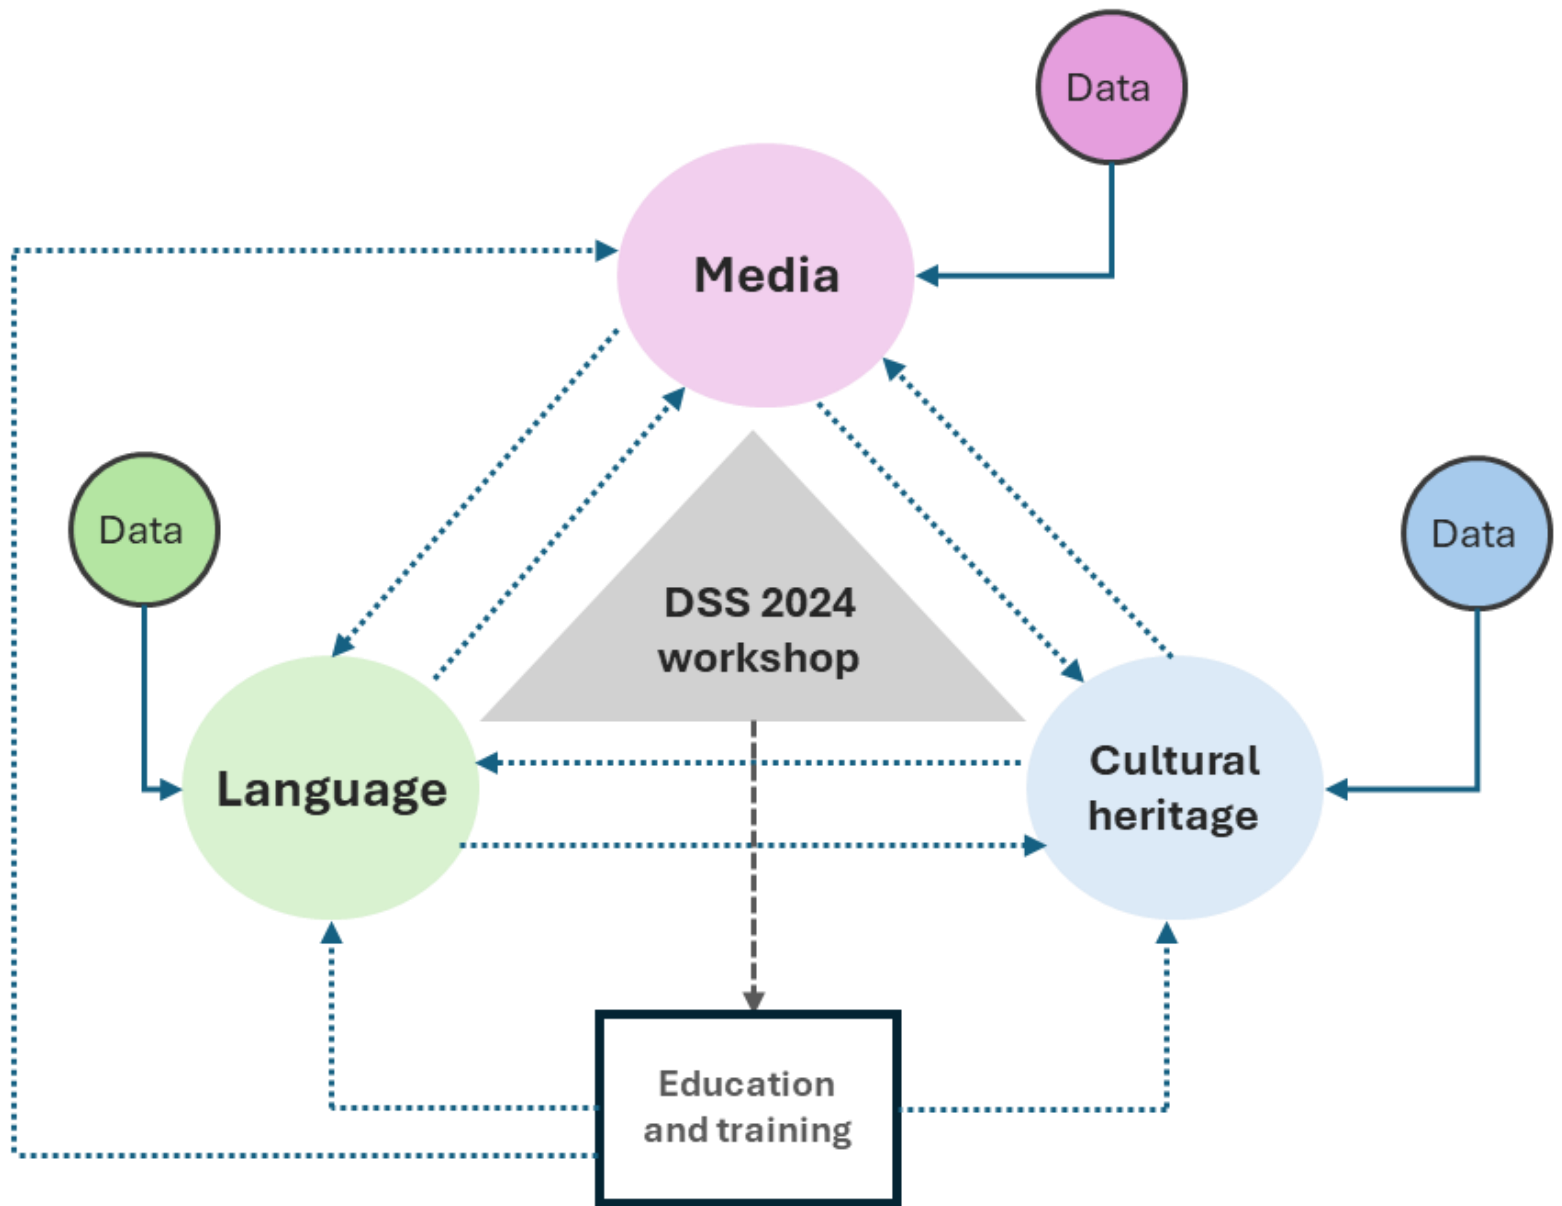 Data
Media
Data
Data
DSS 2024
workshop
Language
Cultural
heritage
Education
and training